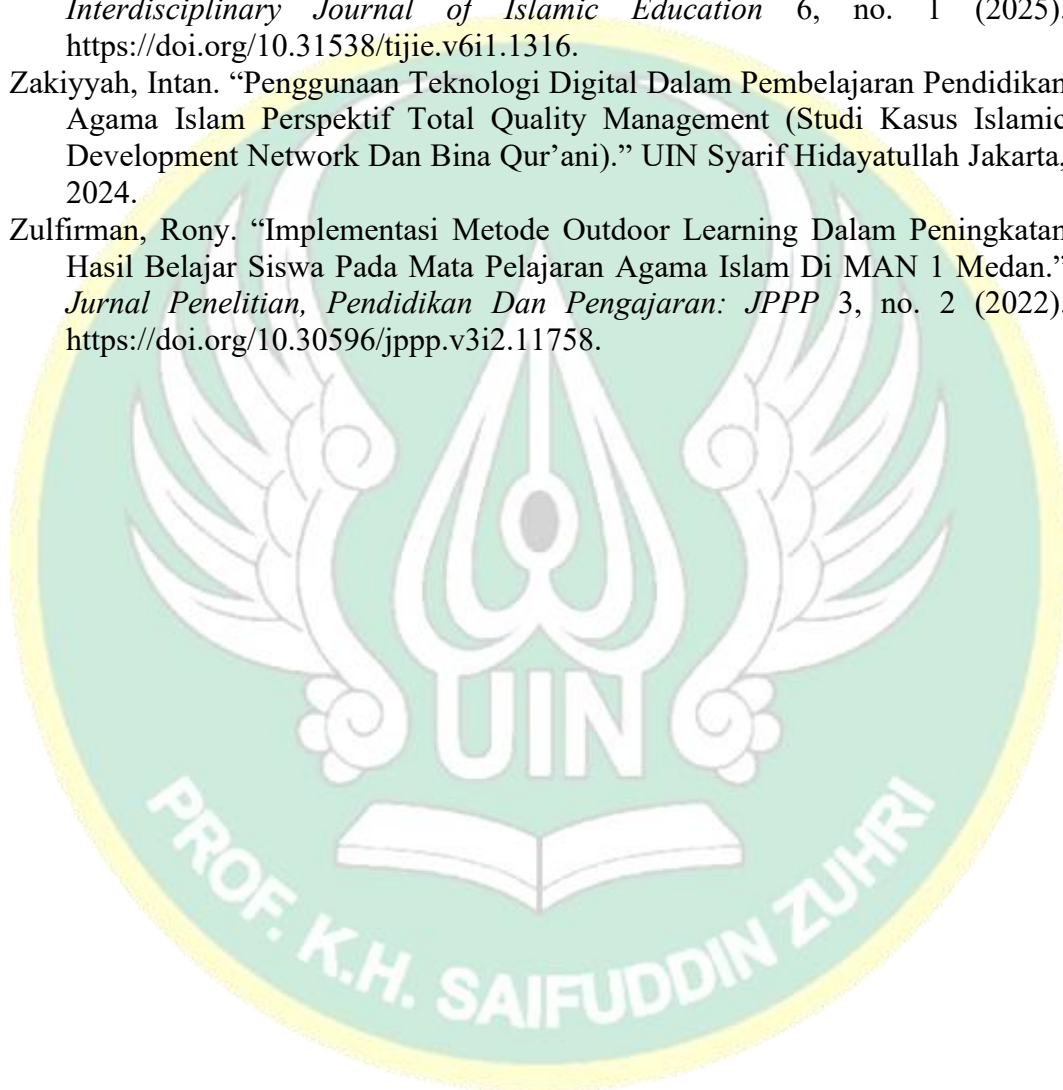 Interdisciplinary Journal of Islamic Education 6, no. 1 (2025).
https://doi.org/10.31538/tijie.v6i1.1316.
Zakiyyah, Intan. “Penggunaan Teknologi Digital Dalam Pembelajaran Pendidikan
Agama Islam Perspektif Total Quality Management (Studi Kasus Islamic
Development Network Dan Bina Qur’ani).” UIN Syarif Hidayatullah Jakarta,
2024.
Zulfirman, Rony. “Implementasi Metode Outdoor Learning Dalam Peningkatan
Hasil Belajar Siswa Pada Mata Pelajaran Agama Islam Di MAN 1 Medan.”
Jurnal Penelitian, Pendidikan Dan Pengajaran: JPPP 3, no. 2 (2022).
https://doi.org/10.30596/jppp.v3i2.11758.
UIN
PROF. K.H. SAIFUDDIN ZUHRI